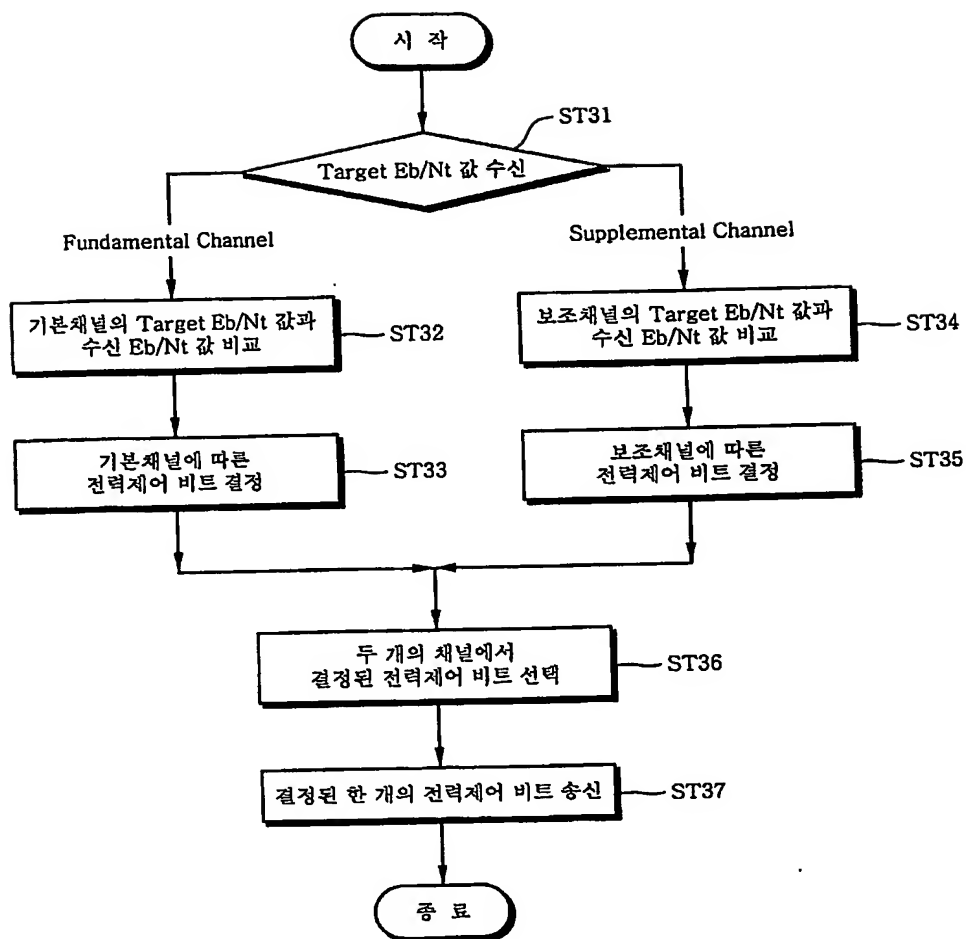 시 작
ST31
Target Eb/Nt 값 수신
Fundamental Channel
Supplemental Channel
기본채널의 Target Eb/Nt 값과
수신 Eb/Nt 값 비교
ST32
보조채널의 Target Eb/Nt 값과
수신 Eb/Nt 값 비교
ST34
기본채널에 따른
전력제어 비트 결정
ST33
보조채널에 따른
전력제어 비트 결정
ST35
두 개의 채널에서
결정된 전력제어 비트 선택
ST36
결정된 한 개의 전력제어 비트 송신
ST37
종 료